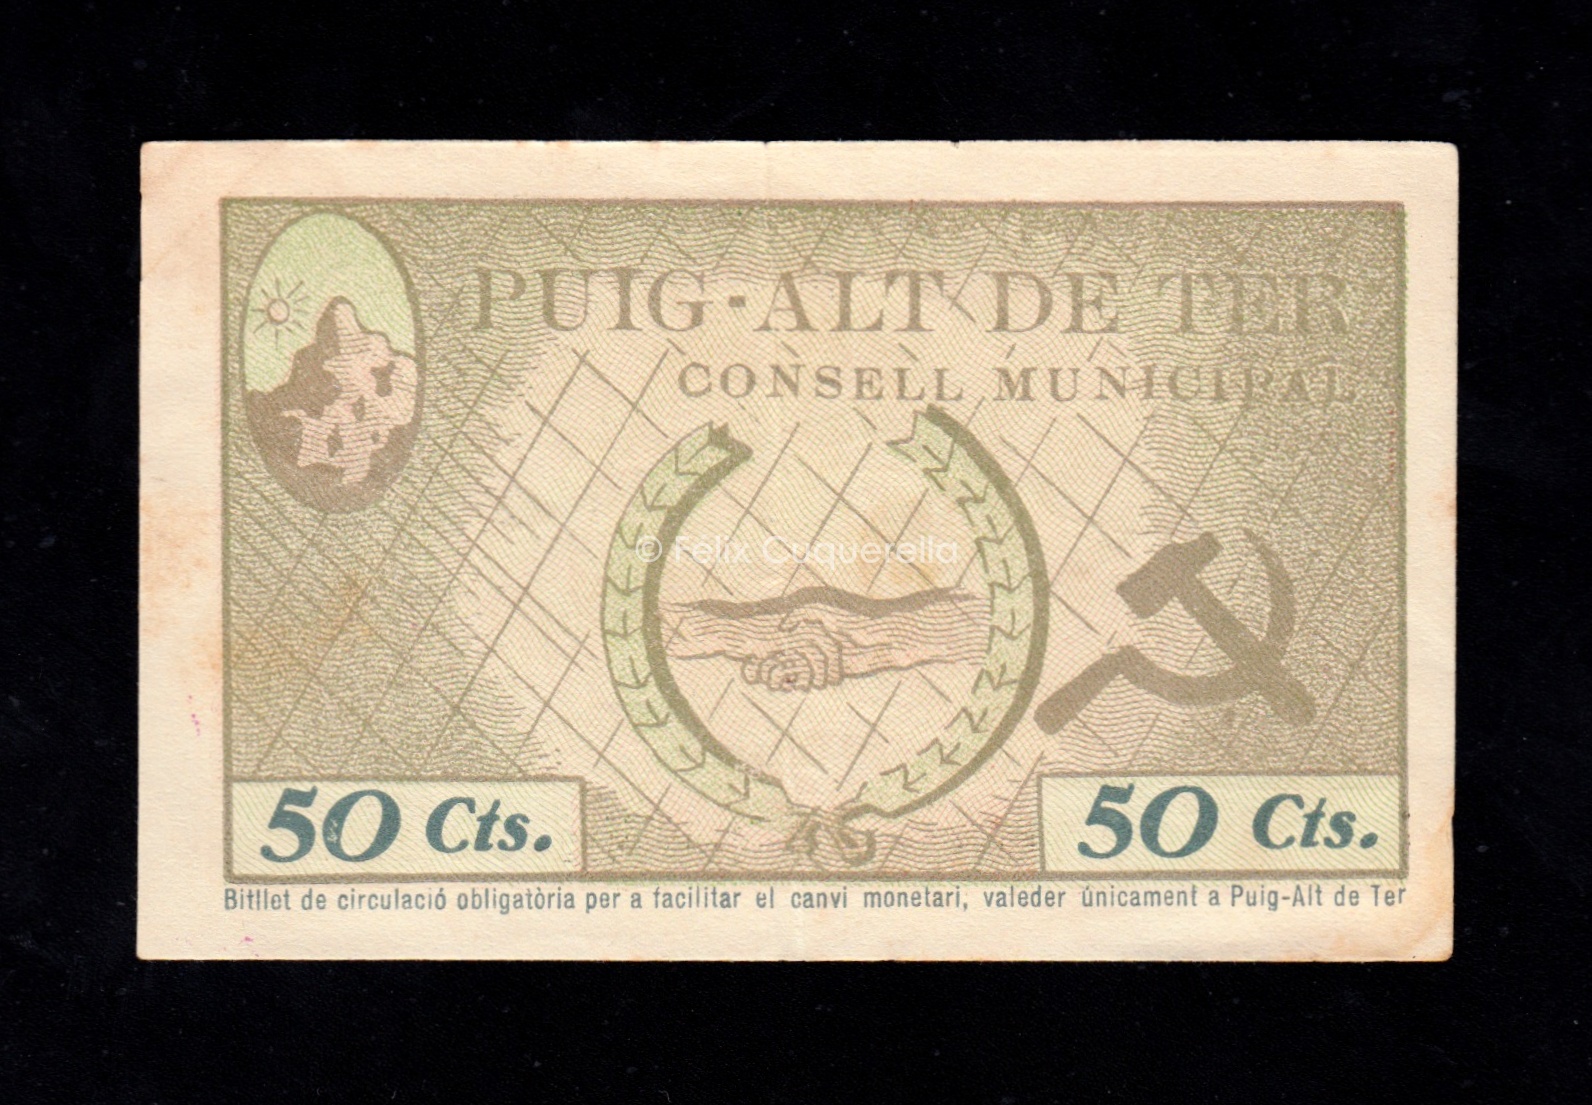 PUIG-ALT DE TER
CONSELL MUNICIPAL
© Fèlix Cuquerella
50 Cts.
50 Cts.
Bitllet de circulació obligatòria per a facilitar el canvi monetari, valeder únicament a Puig-Alt de Ter